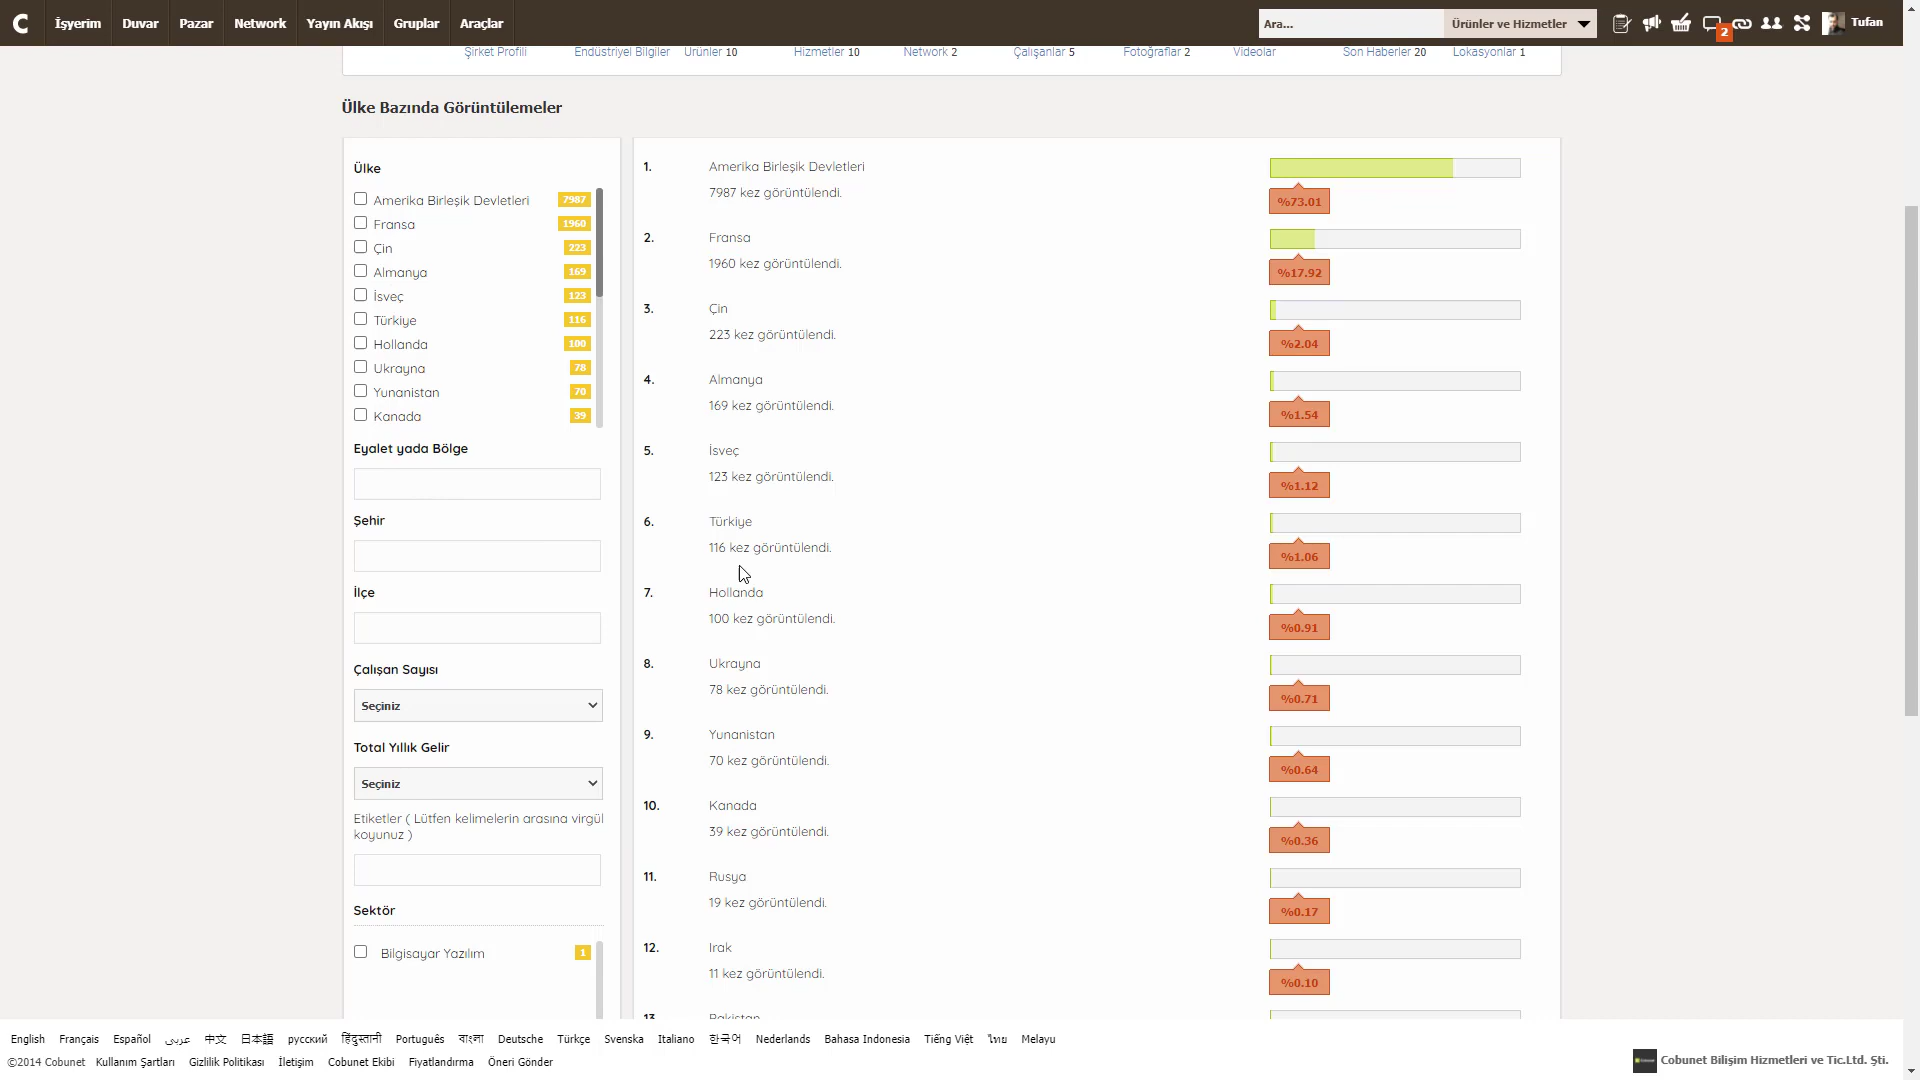 C İşyerim Duvar Pazar Network Yayın Akışı Gruplar Araçlar Ara... Ürünler ve Hizmetler 2 Tufan
Şirket Profili Endüstriyel Bilgiler Ürünler 10 Hizmetler 10 Network 2 Çalışanlar 5 Fotoğraflar 2 Videolar Son Haberler 20 Lokasyonlar 1
Ülke Bazında Görüntülemeler
Ülke
Amerika Birleşik Devletleri 7987
Fransa 1960
Çin 223
Almanya 169
İsveç 123
Türkiye 116
Hollanda 100
Ukrayna 78
Yunanistan 70
Kanada 39
Eyalet yada Bölge
Şehir
İlçe
Çalışan Sayısı
Seçiniz
Total Yıllık Gelir
Seçiniz
Etiketler ( Lütfen kelimelerin arasına virgül
koyunuz )
Sektör
Bilgisayar Yazılım 1
1. Amerika Birleşik Devletleri
7987 kez görüntülendi.
%73.01
2. Fransa
1960 kez görüntülendi.
%17.92
3. Çin
223 kez görüntülendi.
%2.04
4. Almanya
169 kez görüntülendi.
%1.54
5. İsveç
123 kez görüntülendi.
%1.12
6. Türkiye
116 kez görüntülendi.
%1.06
7. Hollanda
100 kez görüntülendi.
%0.91
8. Ukrayna
78 kez görüntülendi.
%0.71
9. Yunanistan
70 kez görüntülendi.
%0.64
10. Kanada
39 kez görüntülendi.
%0.36
11. Rusya
19 kez görüntülendi.
%0.17
12. Irak
11 kez görüntülendi.
%0.10
13. Pakistan
English Français Español عربى 中文 日本語 русский हिंदुस्तानी Português বাংলা Deutsche Türkçe Svenska Italiano 한국어 Nederlands Bahasa Indonesia Tiếng Việt ไทย Melayu
©2014 Cobunet Kullanım Şartları Gizlilik Politikası İletişim Cobunet Ekibi Fiyatlandırma Öneri Gönder
Cobunet Bilişim Hizmetleri ve Tic.Ltd. Şti.